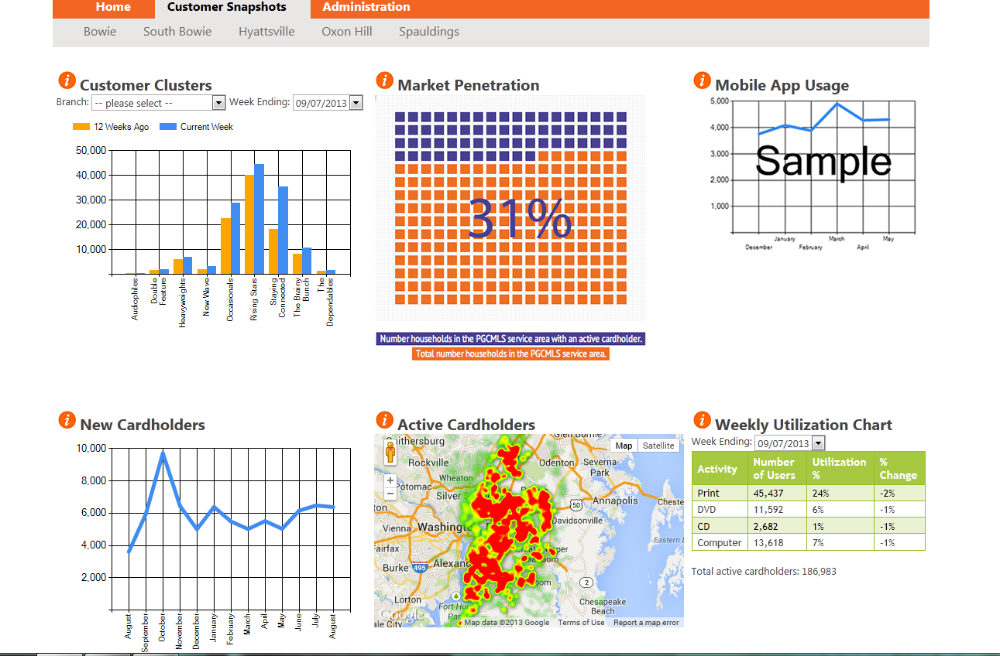 Home Customer Snapshots Administration
Bowie South Bowie Hyattsville Oxon Hill Spauldings
i Customer Clusters
Branch: -- please select -- Week Ending: 09/07/2013
12 Weeks Ago Current Week
50,000
40,000
30,000
20,000
10,000
Audiophiles
Double Feature
Heavyweights
New Wave
Occasionals
Rising Stars
Staying Connected
The Brainy Bunch
The Dependables
i Market Penetration
31%
Number households in the PGCMLS service area with an active cardholder.
Total number households in the PGCMLS service area.
i Mobile App Usage
5,000
4,000
3,000
2,000
1,000
Sample
December January February March April May
i New Cardholders
10,000
8,000
6,000
4,000
2,000
August September October November December January February March April May June July August
i Active Cardholders
Map Satellite
Rockville
Odenton
Severna Park
Wheaton
Potomac
50
Annapolis
Davidsonville
Vienna
Fairfax
Burke
495
2
Lorton
Chesapeake Beach
Google
Map data ©2013 Google Terms of Use Report a map error
i Weekly Utilization Chart
Week Ending: 09/07/2013
Activity Number of Users Utilization % % Change
Print 45,437 24% -2%
DVD 11,592 6% -1%
CD 2,682 1% -1%
Computer 13,618 7% -1%
Total active cardholders: 186,983